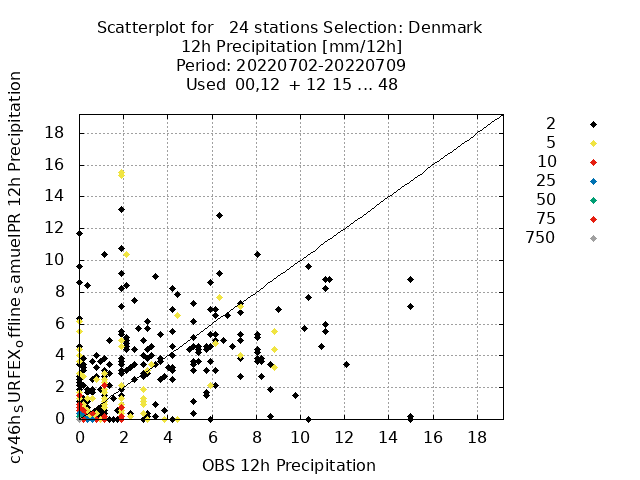 Scatterplot for   24 stations Selection: Denmark
12h Precipitation [mm/12h]
Period: 20220702-20220709
Used  00,12  + 12 15 ... 48
cy46h_SURFEX_offline_samuelPR 12h Precipitation
18
16
14
12
10
8
6
4
2
0
0 2 4 6 8 10 12 14 16 18
OBS 12h Precipitation
2
5
10
25
50
75
750